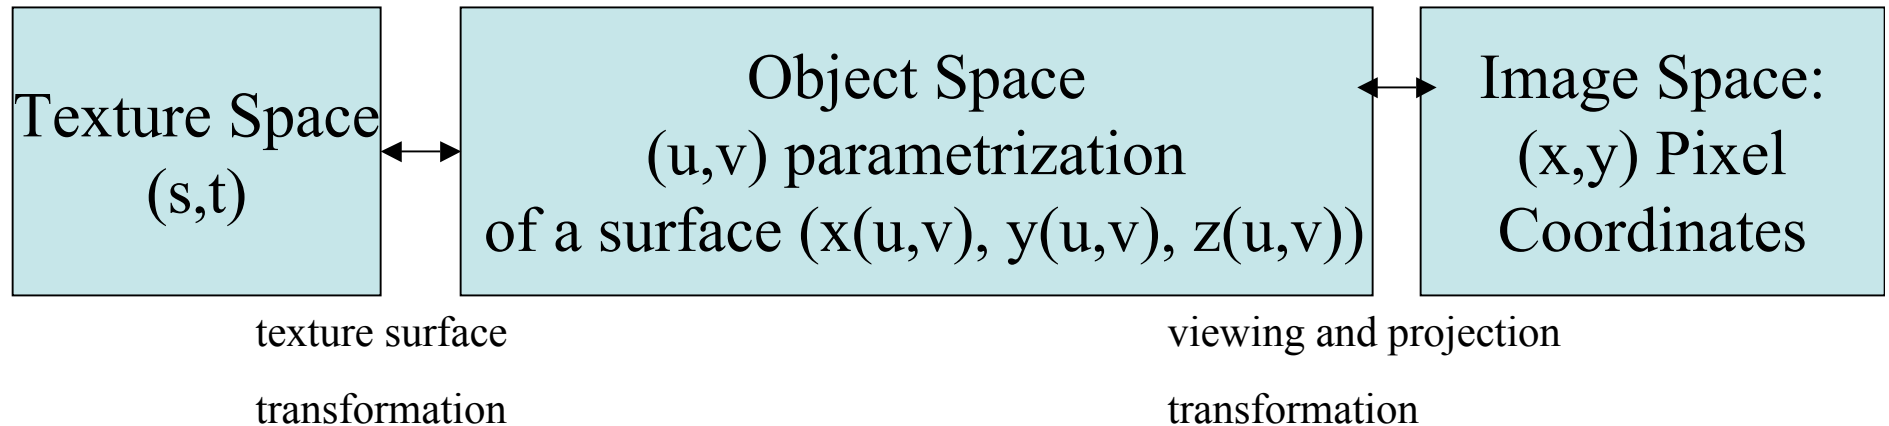 Texture Space
(s,t)
Object Space
(u,v) parametrization
of a surface (x(u,v), y(u,v), z(u,v))
Image Space:
(x,y) Pixel
Coordinates
texture surface
transformation
viewing and projection
transformation